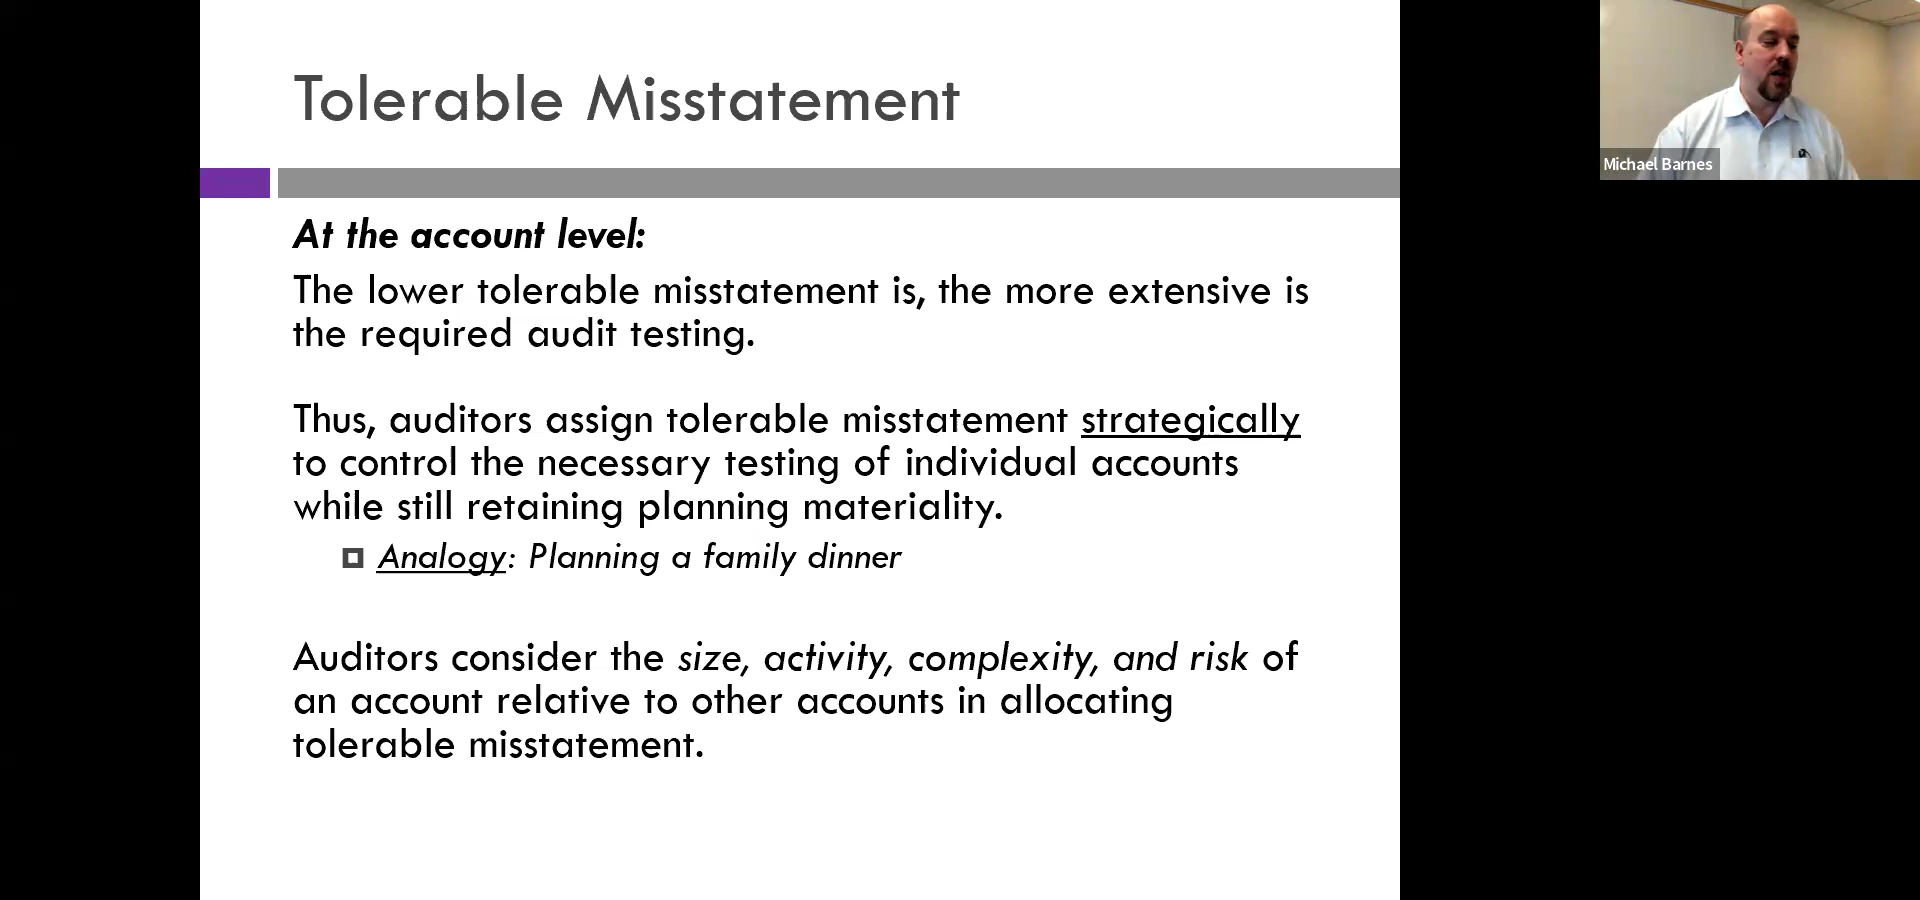 Tolerable Misstatement
Michael Barnes
At the account level:
The lower tolerable misstatement is, the more extensive is
the required audit testing.
Thus, auditors assign tolerable misstatement strategically
to control the necessary testing of individual accounts
while still retaining planning materiality.
Analogy: Planning a family dinner
Auditors consider the size, activity, complexity, and risk of
an account relative to other accounts in allocating
tolerable misstatement.